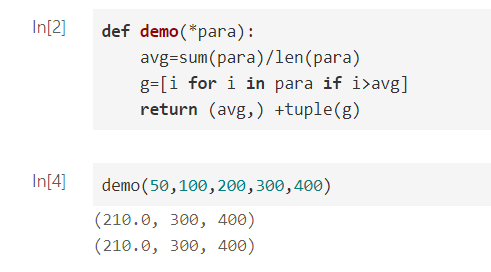 In[2]
def demo(*para):
    avg=sum(para)/len(para)
    g=[i for i in para if i>avg]
    return (avg,) +tuple(g)
In[4]
demo(50,100,200,300,400)
(210.0, 300, 400)
(210.0, 300, 400)